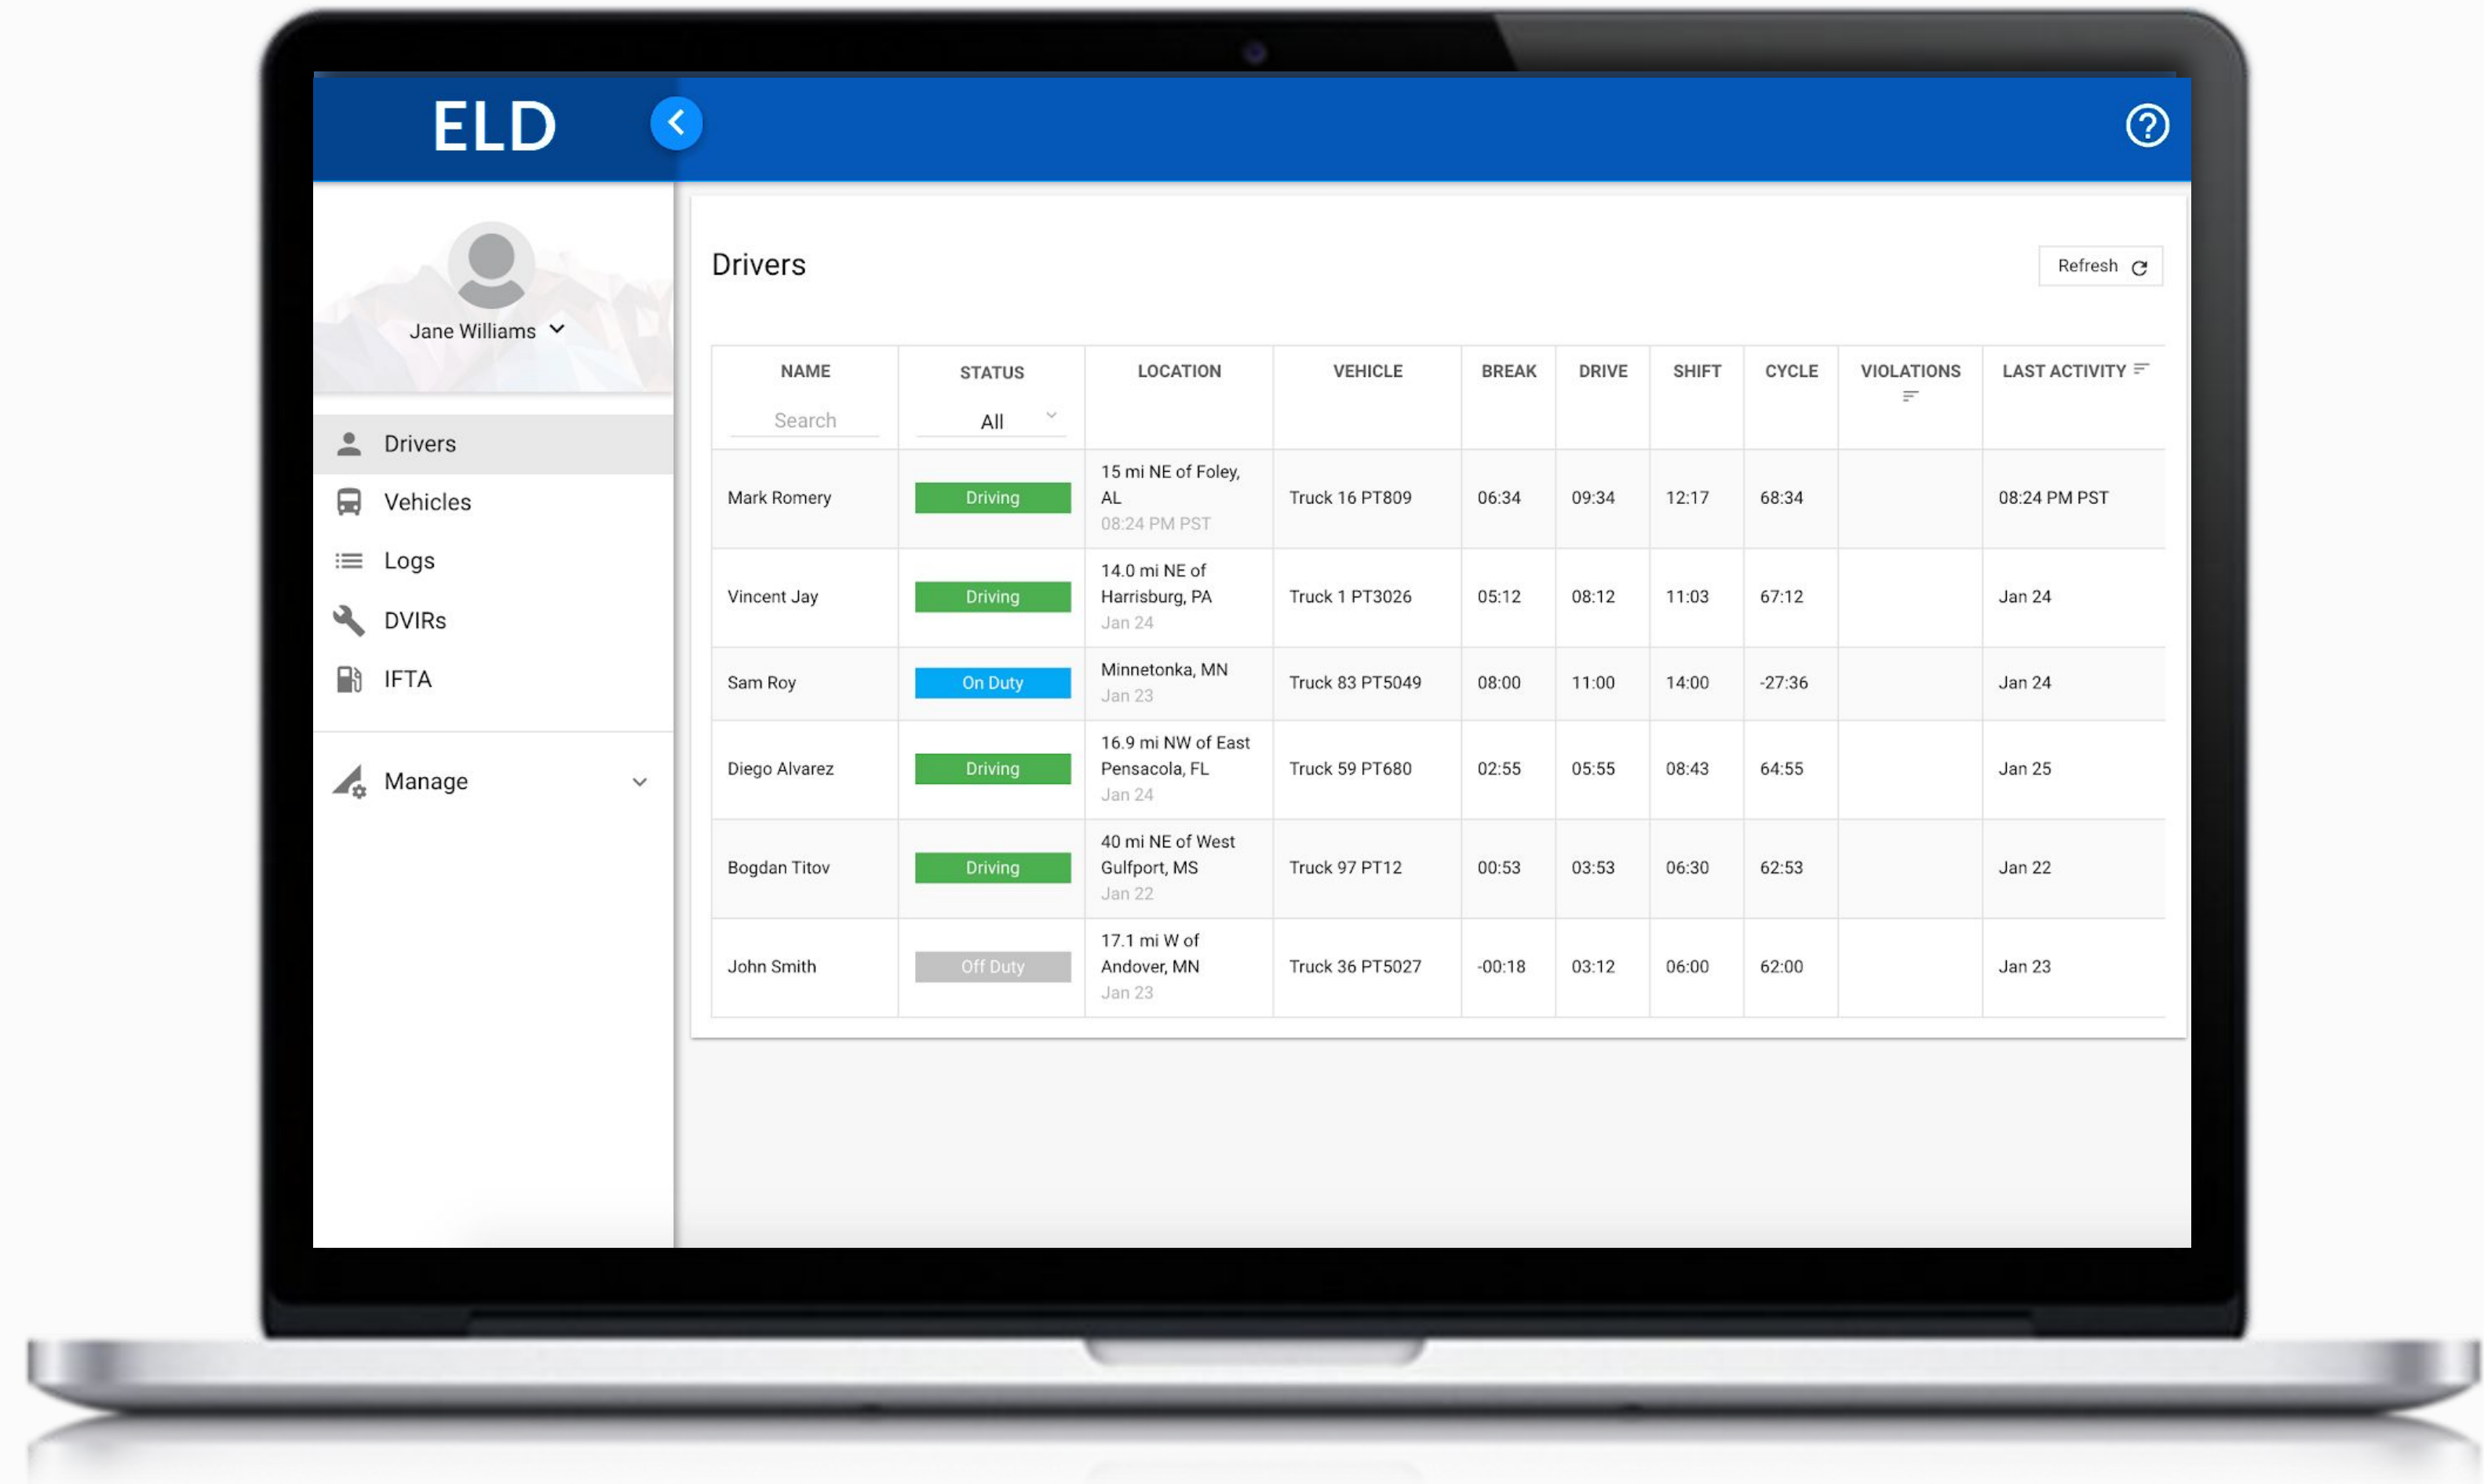 ELD
Jane Williams
Drivers
Vehicles
Logs
DVIRs
IFTA
Manage
Drivers
Refresh
NAME STATUS LOCATION VEHICLE BREAK DRIVE SHIFT CYCLE VIOLATIONS LAST ACTIVITY
Search All
Mark Romery Driving 15 mi NE of Foley, AL 08:24 PM PST Truck 16 PT809 06:34 09:34 12:17 68:34 08:24 PM PST
Vincent Jay Driving 14.0 mi NE of Harrisburg, PA Jan 24 Truck 1 PT3026 05:12 08:12 11:03 67:12 Jan 24
Sam Roy On Duty Minnetonka, MN Jan 23 Truck 83 PT5049 08:00 11:00 14:00 -27:36 Jan 24
Diego Alvarez Driving 16.9 mi NW of East Pensacola, FL Jan 24 Truck 59 PT680 02:55 05:55 08:43 64:55 Jan 25
Bogdan Titov Driving 40 mi NE of West Gulfport, MS Jan 22 Truck 97 PT12 00:53 03:53 06:30 62:53 Jan 22
John Smith Off Duty 17.1 mi W of Andover, MN Jan 23 Truck 36 PT5027 -00:18 03:12 06:00 62:00 Jan 23